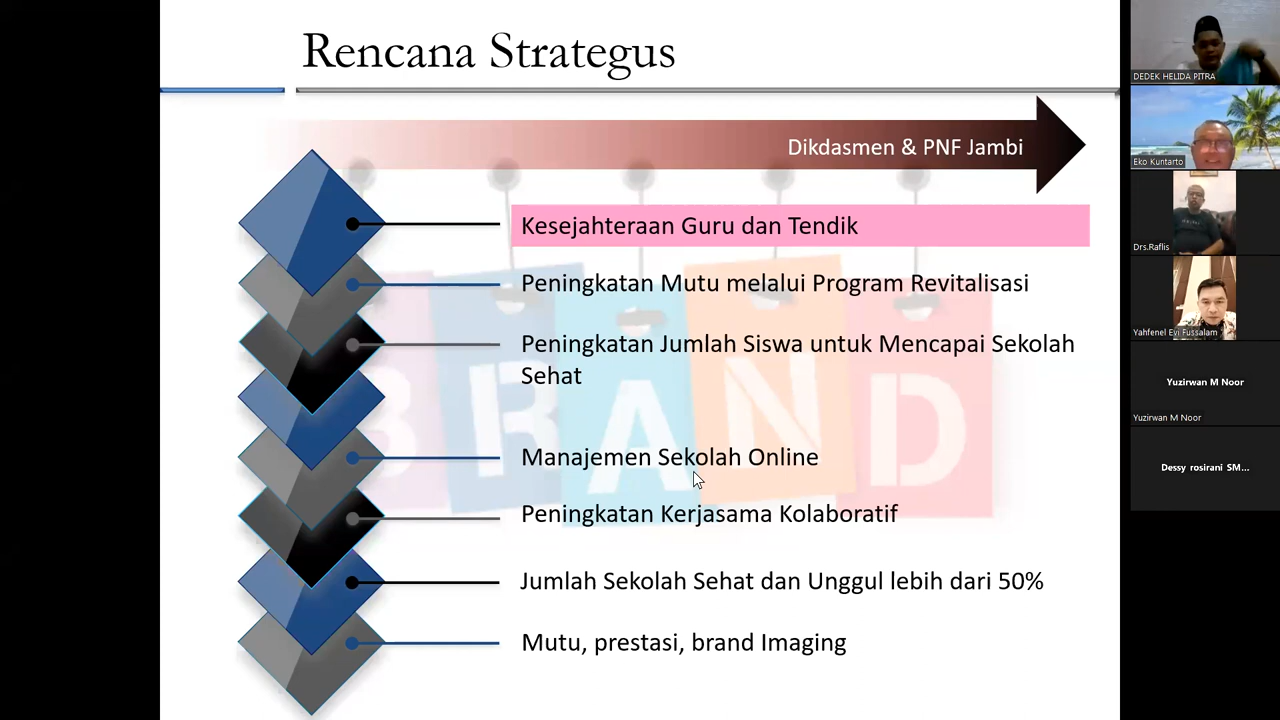 Rencana Strategus
Dikdasmen & PNF Jambi
Kesejahteraan Guru dan Tendik
Peningkatan Mutu melalui Program Revitalisasi
Peningkatan Jumlah Siswa untuk Mencapai Sekolah
Sehat
Manajemen Sekolah Online
Peningkatan Kerjasama Kolaboratif
Jumlah Sekolah Sehat dan Unggul lebih dari 50%
Mutu, prestasi, brand Imaging
BRAND
DEDEK HELIDA PITRA
Eko Kuntarto
Drs.Raflis
Yahfenel Evi Fussalam
Yuzirwan M Noor
Yuzirwan M Noor
Dessy rosirani SM...